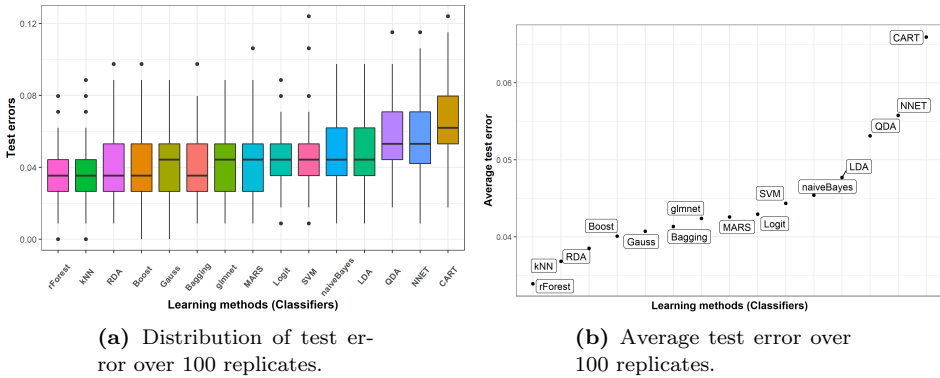 Test errors
0.12
0.08
0.04
0.00
rForest
kNN
RDA
Boost
Gauss
Bagging
glmnet
MARS
Logit
SVM
naiveBayes
LDA
QDA
NNET
CART
Learning methods (Classifiers)
(a) Distribution of test er-
ror over 100 replicates.
Average test error
0.06
0.05
0.04
CART
NNET
QDA
LDA
naiveBayes
SVM
glmnet
Boost
Logit
MARS
Bagging
Gauss
RDA
kNN
rForest
Learning methods (Classifiers)
(b) Average test error over
100 replicates.